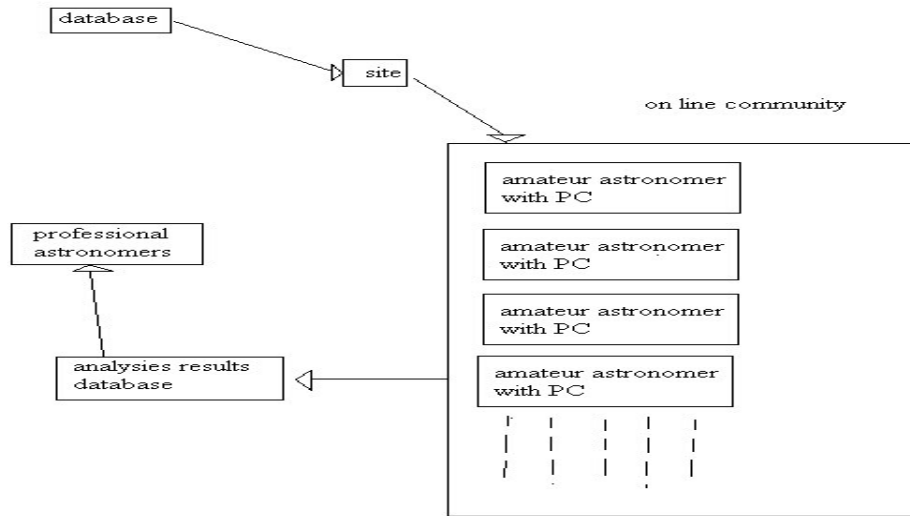 database
site
on line community
amateur astronomer
with PC
amateur astronomer
with PC
amateur astronomer
with PC
amateur astronomer
with PC
professional
astronomers
analysies results
database